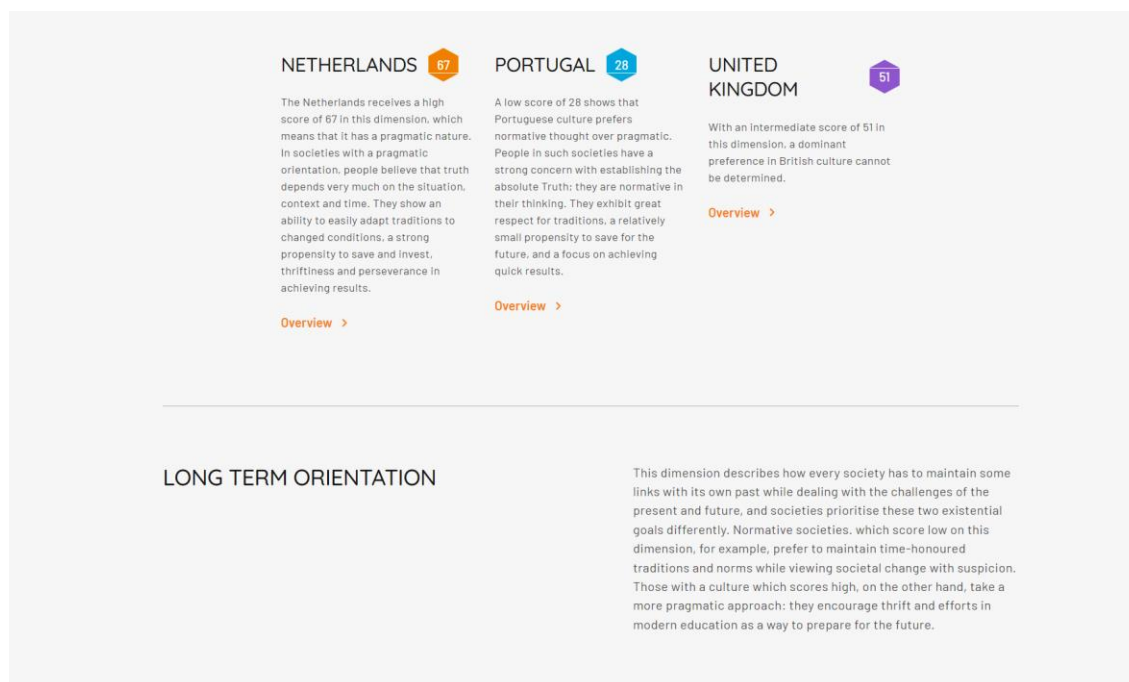 NETHERLANDS 67
The Netherlands receives a high
score of 67 in this dimension, which
means that it has a pragmatic nature.
In societies with a pragmatic
orientation, people believe that truth
depends very much on the situation,
context and time. They show an
ability to easily adapt traditions to
changed conditions, a strong
propensity to save and invest,
thriftiness and perseverance in
achieving results.
Overview >
PORTUGAL 28
A low score of 28 shows that
Portuguese culture prefers
normative thought over pragmatic.
People in such societies have a
strong concern with establishing the
absolute Truth; they are normative in
their thinking. They exhibit great
respect for traditions, a relatively
small propensity to save for the
future, and a focus on achieving
quick results.
Overview >
UNITED
KINGDOM 51
With an intermediate score of 51 in
this dimension, a dominant
preference in British culture cannot
be determined.
Overview >
LONG TERM ORIENTATION
This dimension describes how every society has to maintain some
links with its own past while dealing with the challenges of the
present and future, and societies prioritise these two existential
goals differently. Normative societies. which score low on this
dimension, for example, prefer to maintain time-honoured
traditions and norms while viewing societal change with suspicion.
Those with a culture which scores high, on the other hand, take a
more pragmatic approach: they encourage thrift and efforts in
modern education as a way to prepare for the future.